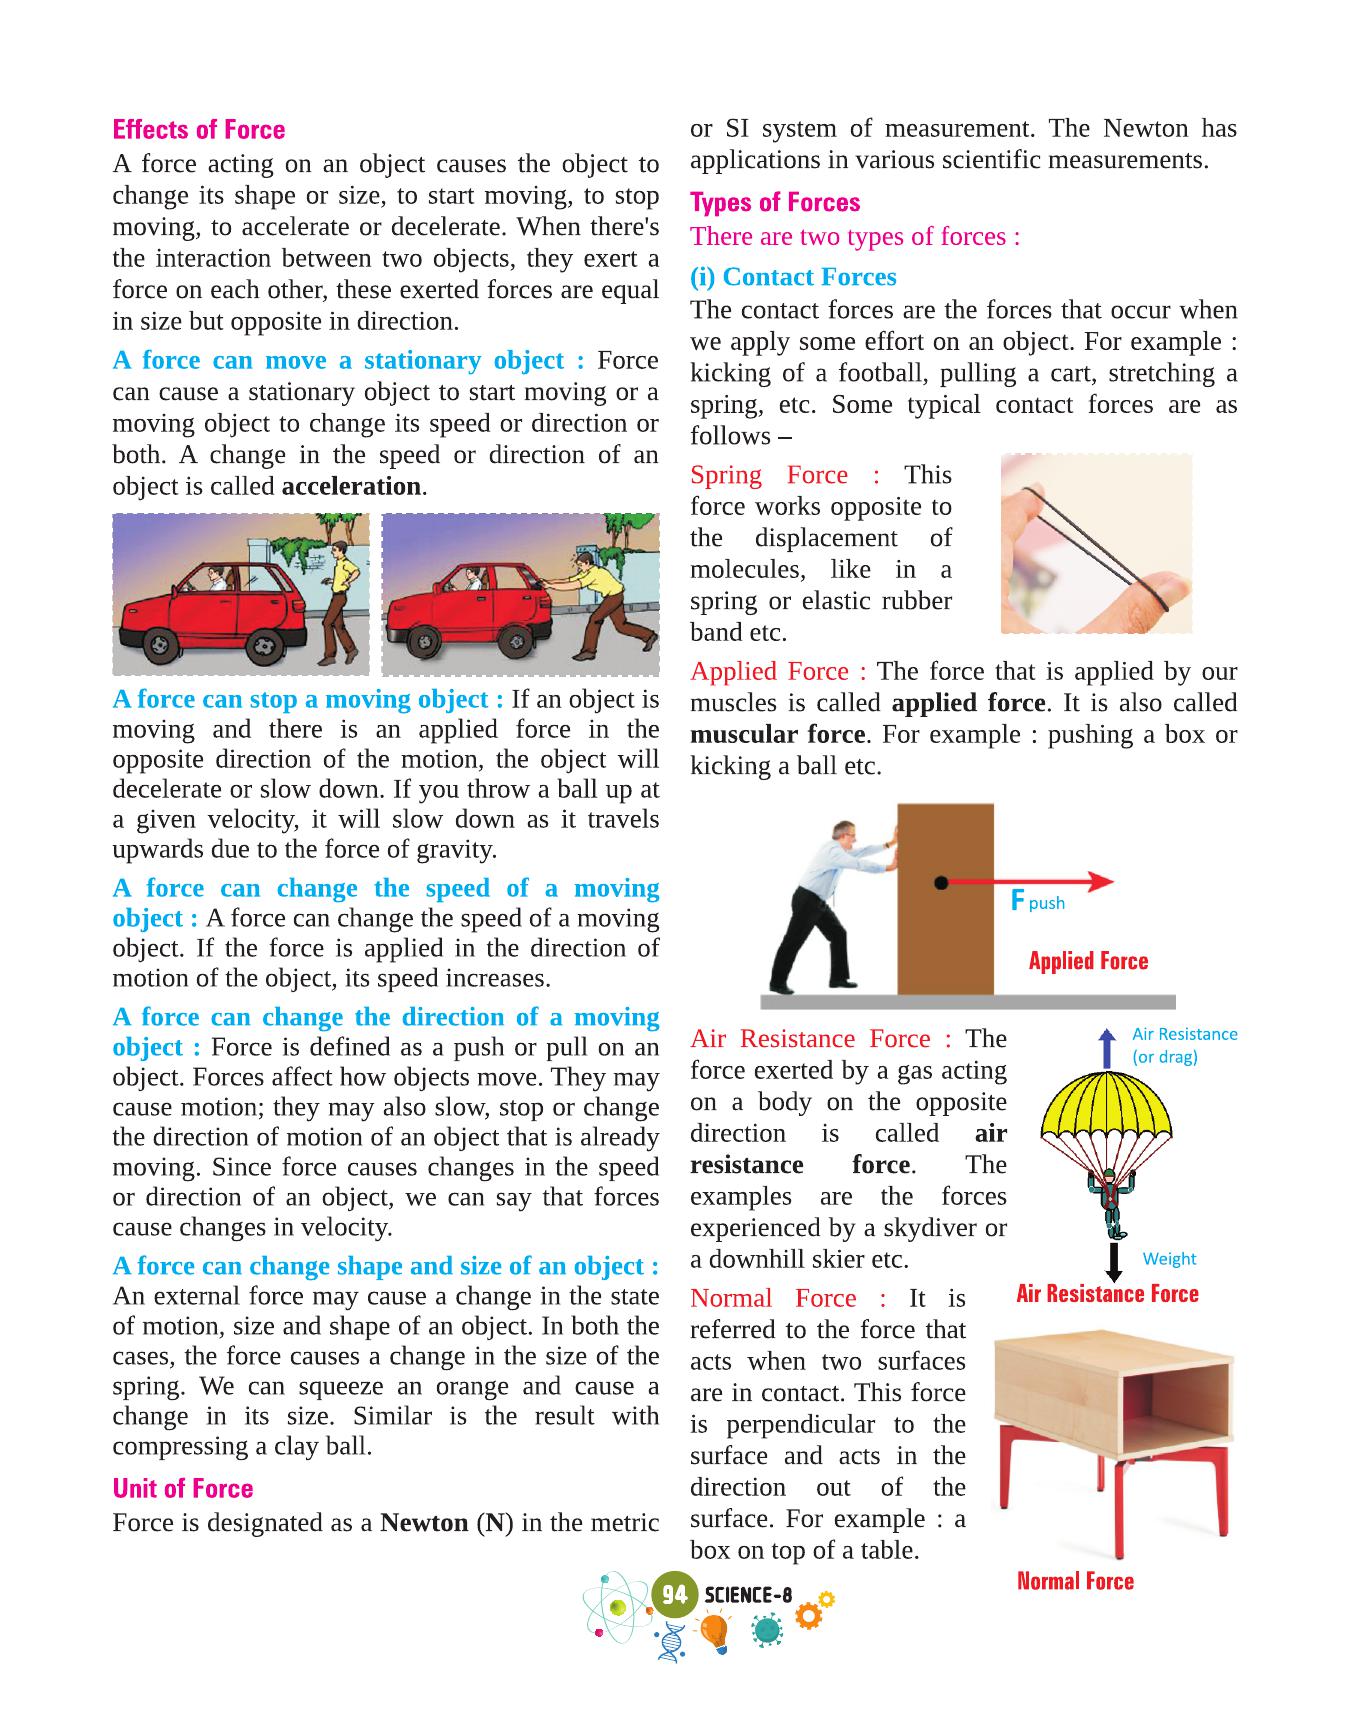 Effects of Force
A force acting on an object causes the object to
change its shape or size, to start moving, to stop
moving, to accelerate or decelerate. When there's
the interaction between two objects, they exert a
force on each other, these exerted forces are equal
in size but opposite in direction.
A force can move a stationary object : Force
can cause a stationary object to start moving or a
moving object to change its speed or direction or
both. A change in the speed or direction of an
object is called acceleration.
A force can stop a moving object : If an object is
moving and there is an applied force in the
opposite direction of the motion, the object will
decelerate or slow down. If you throw a ball up at
a given velocity, it will slow down as it travels
upwards due to the force of gravity.
A force can change the speed of a moving
object : A force can change the speed of a moving
object. If the force is applied in the direction of
motion of the object, its speed increases.
A force can change the direction of a moving
object : Force is defined as a push or pull on an
object. Forces affect how objects move. They may
cause motion; they may also slow, stop or change
the direction of motion of an object that is already
moving. Since force causes changes in the speed
or direction of an object, we can say that forces
cause changes in velocity.
A force can change shape and size of an object :
An external force may cause a change in the state
of motion, size and shape of an object. In both the
cases, the force causes a change in the size of the
spring. We can squeeze an orange and cause a
change in its size. Similar is the result with
compressing a clay ball.
Unit of Force
Force is designated as a Newton (N) in the metric
or SI system of measurement. The Newton has
applications in various scientific measurements.
Types of Forces
There are two types of forces :
(i) Contact Forces
The contact forces are the forces that occur when
we apply some effort on an object. For example :
kicking of a football, pulling a cart, stretching a
spring, etc. Some typical contact forces are as
follows –
Spring Force : This
force works opposite to
the displacement of
molecules, like in a
spring or elastic rubber
band etc.
Applied Force : The force that is applied by our
muscles is called applied force. It is also called
muscular force. For example : pushing a box or
kicking a ball etc.
F push
Applied Force
Air Resistance Force : The
force exerted by a gas acting
on a body on the opposite
direction is called air
resistance force. The
examples are the forces
experienced by a skydiver or
a downhill skier etc.
Air Resistance
(or drag)
Weight
Air Resistance Force
Normal Force : It is
referred to the force that
acts when two surfaces
are in contact. This force
is perpendicular to the
surface and acts in the
direction out of the
surface. For example : a
box on top of a table.
Normal Force
94 SCIENCE-8